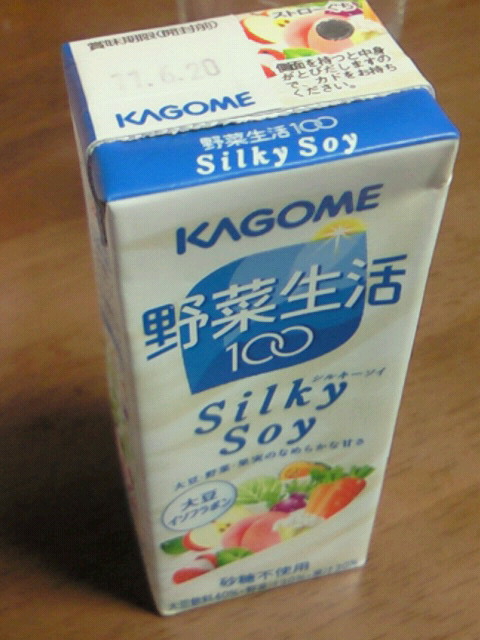 賞味期限(開封前)
11.6.20
ストローぐち
側面を持つと中身
がとびだしますの
で、カドをお持ち
ください。
KAGOME
野菜生活100
Silky Soy
KAGOME
野菜生活
100
シルキーソイ
Silky
Soy
大豆・野菜・果実のなめらかな甘さ
大豆
イソフラボン
砂糖不使用